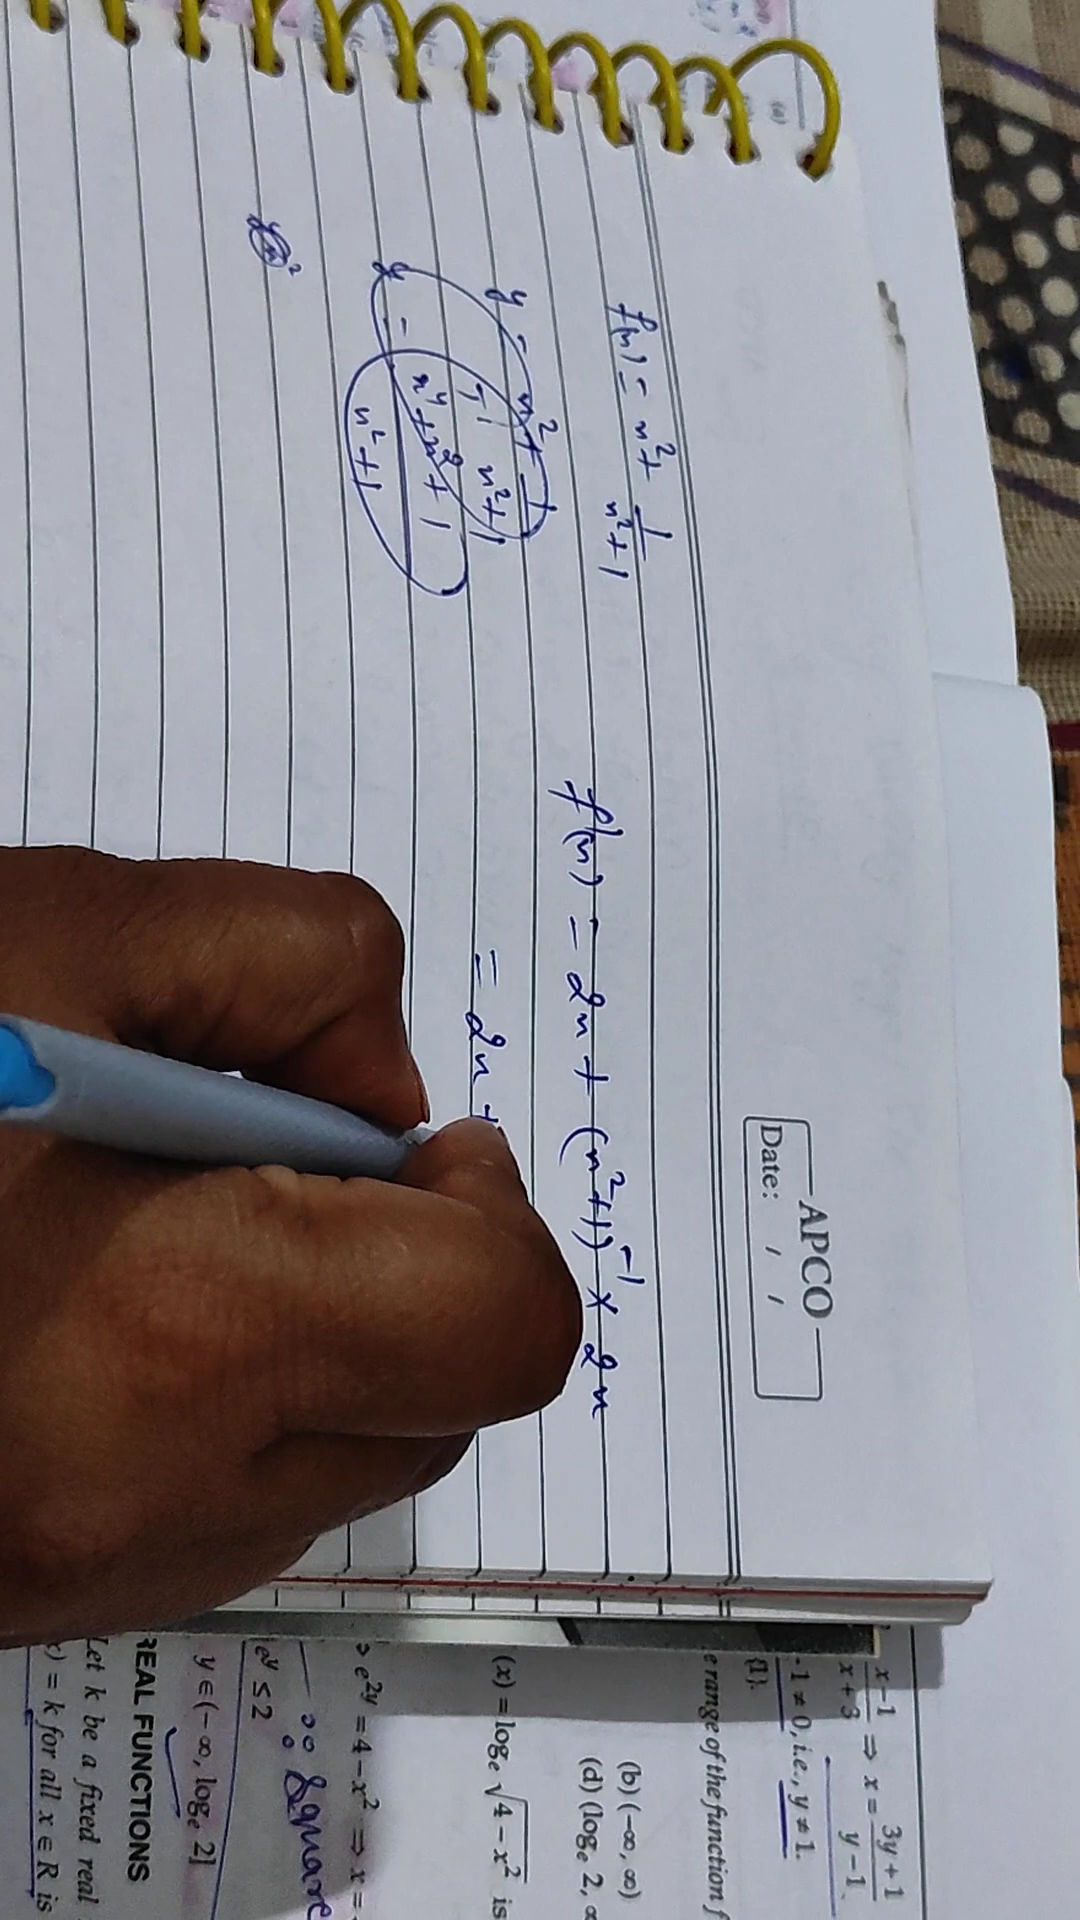 APCO
Date: / /
f(x) = x² + 1/(x²+1)
f'(x) = 2x + (x²+1)⁻¹ × 2x
= 2x +
y = x² + 1/(x²+1)
y = (x⁴+x²+1)/(x²+1)
x-1/x+3 ⇒ x = 3y+1/y-1
-1 ≠ 0, i.e., y ≠ 1.
{1}.
e range of the function f
(b) (-∞, ∞)
(d) (logₑ 2, ∞
(x) = logₑ √4-x² is
⇒ e²ʸ = 4-x² ⇒ x =
square
eʸ ≤ 2
y ∈ (-∞, logₑ 2]
REAL FUNCTIONS
Let k be a fixed real
) = k for all x ∈ R is